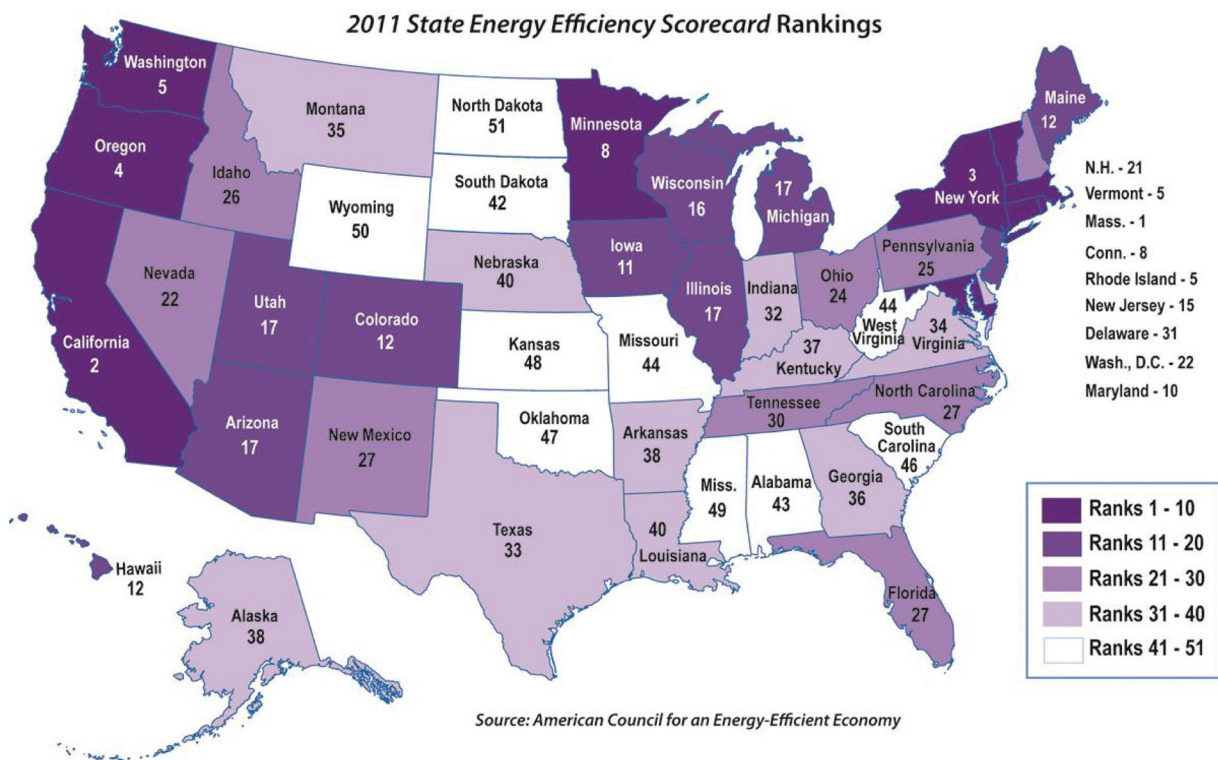 2011 State Energy Efficiency Scorecard Rankings
Washington
5
Oregon
4
California
2
Idaho
26
Nevada
22
Montana
35
Wyoming
50
Utah
17
Colorado
12
Arizona
17
New Mexico
27
North Dakota
51
South Dakota
42
Nebraska
40
Kansas
48
Oklahoma
47
Texas
33
Minnesota
8
Iowa
11
Missouri
44
Arkansas
38
40
Louisiana
Wisconsin
16
Illinois
17
17
Michigan
Indiana
32
Ohio
24
37
Kentucky
Tennessee
30
Miss.
49
Alabama
43
Georgia
36
Florida
27
South
Carolina
46
North Carolina
27
44
West
Virginia
34
Virginia
Pennsylvania
25
3
New York
Maine
12
N.H. - 21
Vermont - 5
Mass. - 1
Conn. - 8
Rhode Island - 5
New Jersey - 15
Delaware - 31
Wash., D.C. - 22
Maryland - 10
Hawaii
12
Alaska
38
Ranks 1 - 10
Ranks 11 - 20
Ranks 21 - 30
Ranks 31 - 40
Ranks 41 - 51
Source: American Council for an Energy-Efficient Economy